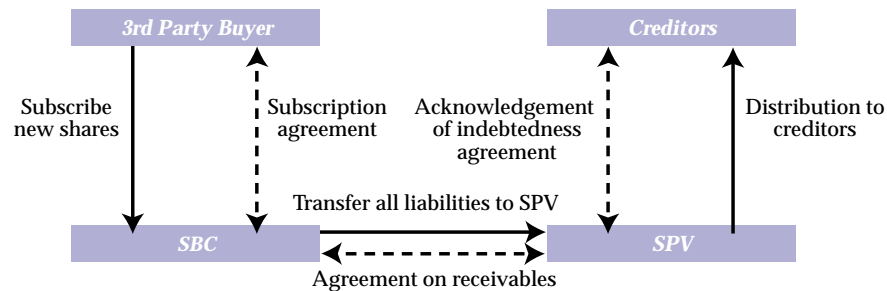 3rd Party Buyer
Creditors
Subscribe
new shares
Subscription
agreement
Acknowledgement
of indebtedness
agreement
Distribution to
creditors
Transfer all liabilities to SPV
SBC
SPV
Agreement on receivables